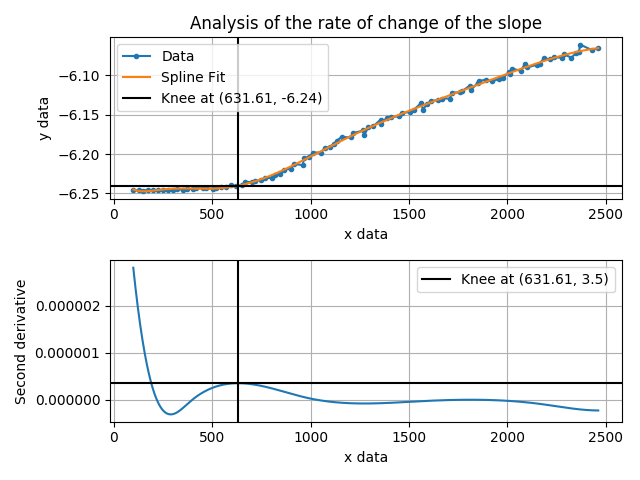 Analysis of the rate of change of the slope
Data
Spline Fit
Knee at (631.61, -6.24)
−6.10
−6.15
−6.20
−6.25
y data
0
500
1000
1500
2000
2500
x data
Knee at (631.61, 3.5)
0.000002
0.000001
0.000000
Second derivative
0
500
1000
1500
2000
2500
x data